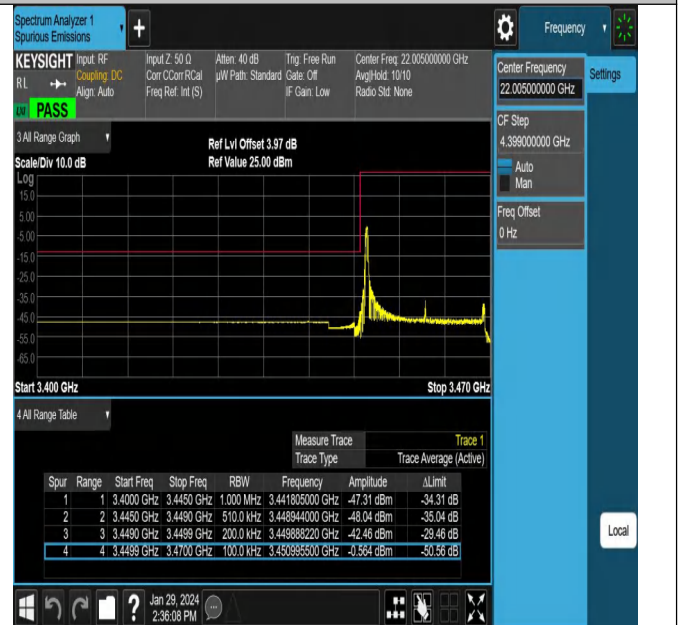 Spectrum Analyzer 1
Spurious Emissions
+
Frequency
KEYSIGHT Input: RF Input Z: 50 Ω Atten: 40 dB Trig: Free Run Center Freq: 22.005000000 GHz
RL Coupling: DC Corr CCorr RCal µW Path: Standard Gate: Off Avg|Hold: 10/10
Align: Auto Freq Ref: Int (S) IF Gain: Low Radio Std: None
LNI PASS
Center Frequency
22.005000000 GHz
Settings
CF Step
4.399000000 GHz
Auto
Man
Freq Offset
0 Hz
3 All Range Graph
Ref Lvl Offset 3.97 dB
Scale/Div 10.0 dB Ref Value 25.00 dBm
Log
15.0
5.00
-5.00
-15.0
-25.0
-35.0
-45.0
-55.0
-65.0
Start 3.400 GHz Stop 3.470 GHz
4 All Range Table
Measure Trace Trace 1
Trace Type Trace Average (Active)
Spur Range Start Freq Stop Freq RBW Frequency Amplitude ΔLimit
1 1 3.4000 GHz 3.4450 GHz 1.000 MHz 3.441805000 GHz -47.31 dBm -34.31 dB
2 2 3.4450 GHz 3.4490 GHz 510.0 kHz 3.448944000 GHz -48.04 dBm -35.04 dB
3 3 3.4490 GHz 3.4499 GHz 200.0 kHz 3.449888220 GHz -42.46 dBm -29.46 dB
4 4 3.4499 GHz 3.4700 GHz 100.0 kHz 3.450995500 GHz -0.564 dBm -50.56 dB
Local
?
Jan 29, 2024
2:36:08 PM